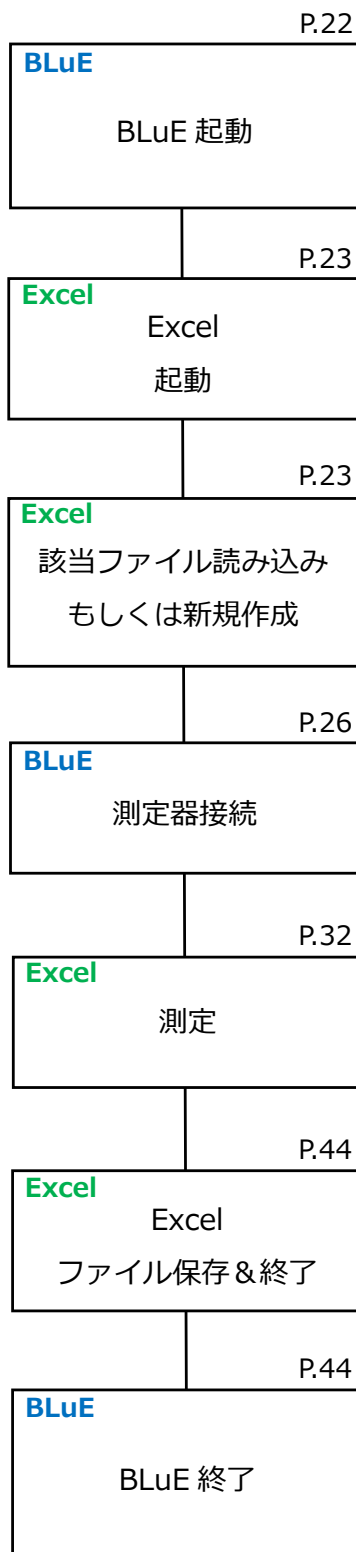 P.22
BLuE
BLuE 起動
P.23
Excel
Excel
起動
P.23
Excel
該当ファイル読み込み
もしくは新規作成
P.26
BLuE
測定器接続
P.32
Excel
測定
P.44
Excel
Excel
ファイル保存＆終了
P.44
BLuE
BLuE 終了